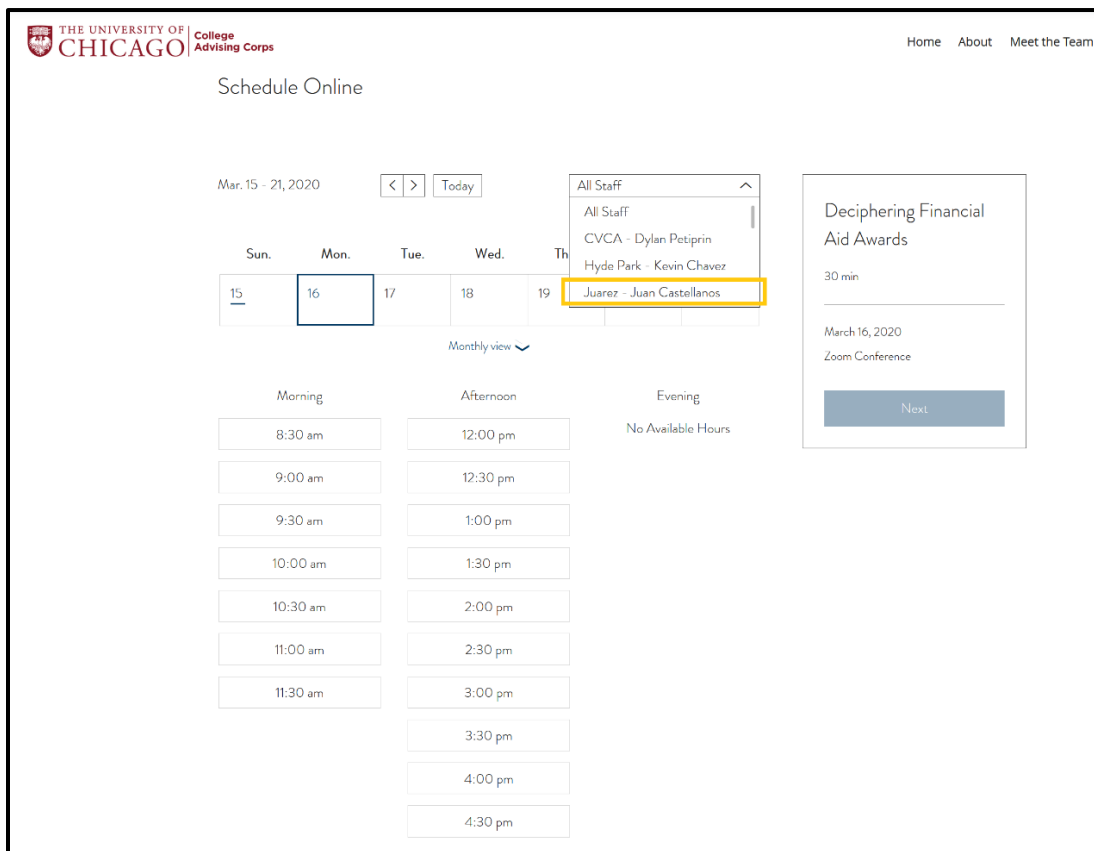 THE UNIVERSITY OF
CHICAGO
College
Advising Corps
Home About Meet the Team
Schedule Online
Mar. 15 - 21, 2020
< >
Today
All Staff
All Staff
CVCA - Dylan Petiprin
Hyde Park - Kevin Chavez
Juarez - Juan Castellanos
Sun. Mon. Tue. Wed. Th
15 16 17 18 19
Monthly view
Morning
8:30 am
9:00 am
9:30 am
10:00 am
10:30 am
11:00 am
11:30 am
Afternoon
12:00 pm
12:30 pm
1:00 pm
1:30 pm
2:00 pm
2:30 pm
3:00 pm
3:30 pm
4:00 pm
4:30 pm
Evening
No Available Hours
Deciphering Financial
Aid Awards
30 min
March 16, 2020
Zoom Conference
Next